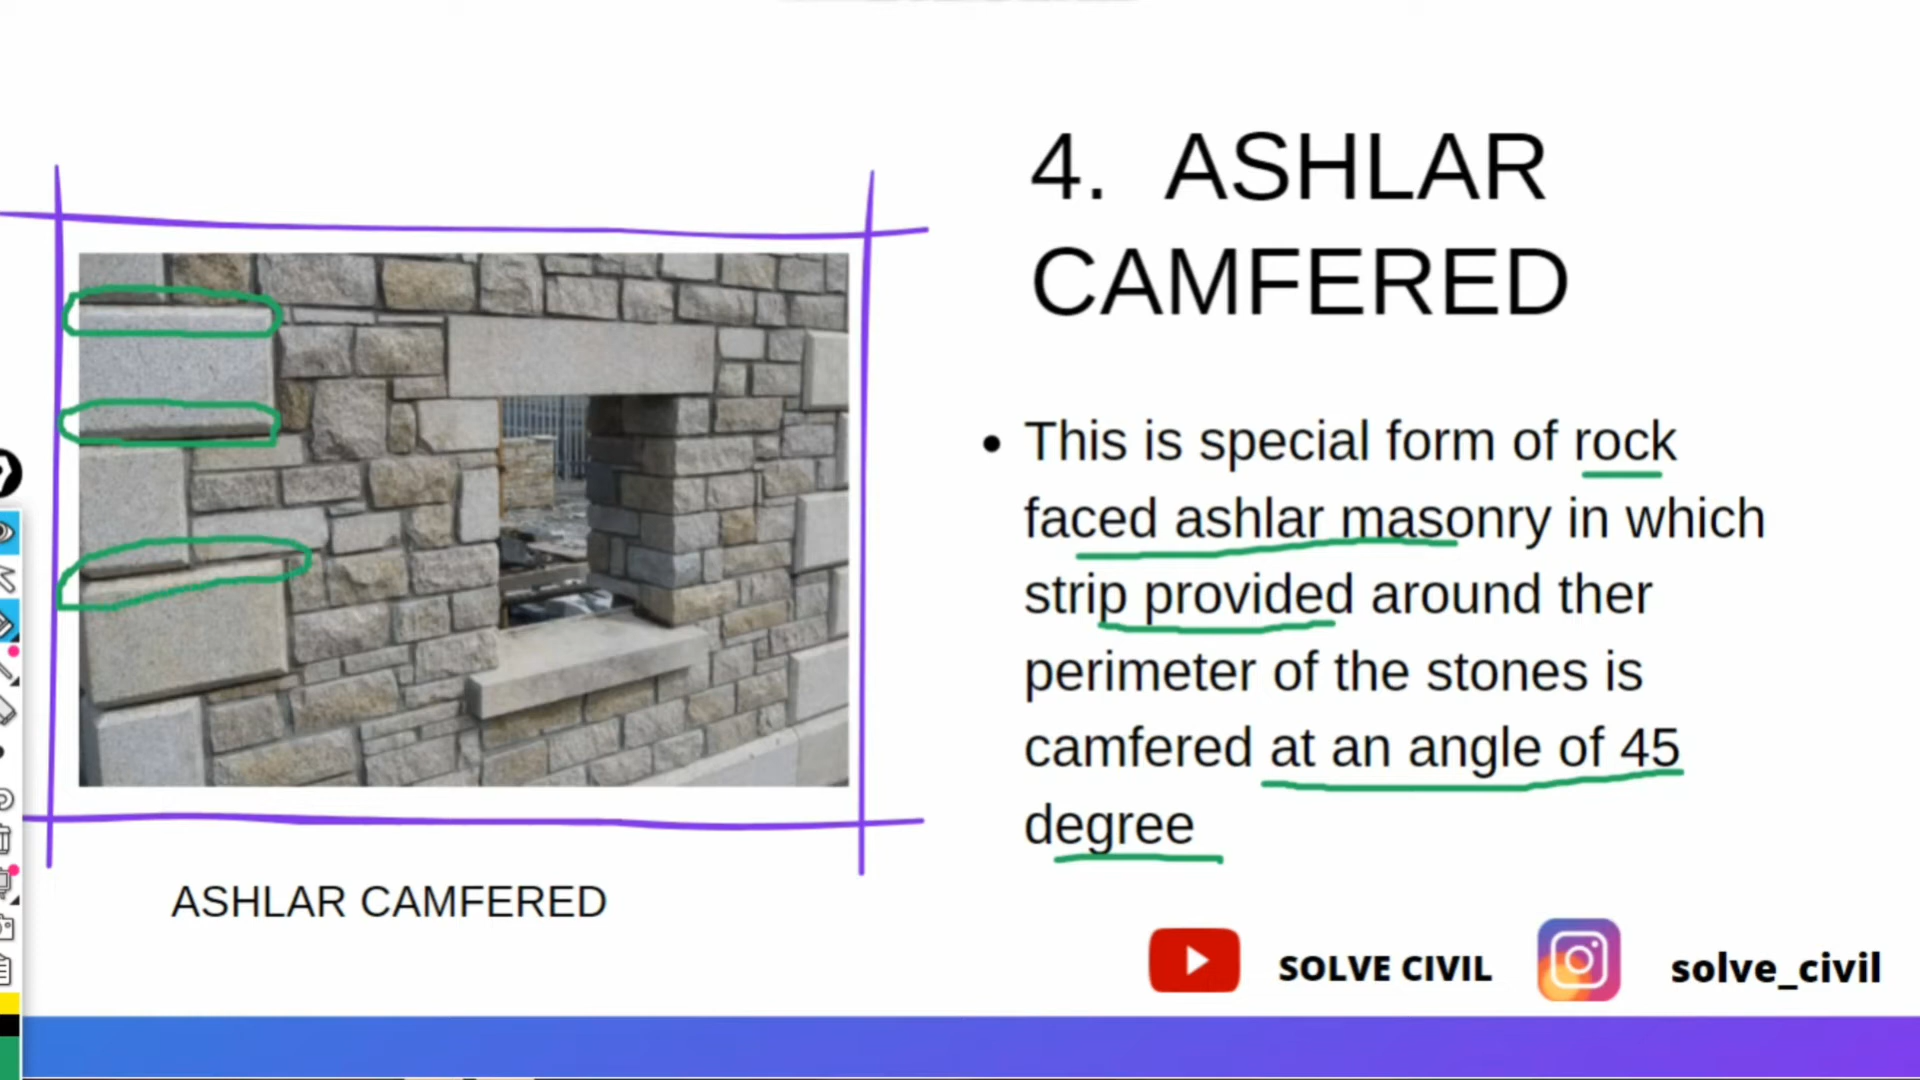 4. ASHLAR
CAMFERED
• This is special form of rock
faced ashlar masonry in which
strip provided around ther
perimeter of the stones is
camfered at an angle of 45
degree
ASHLAR CAMFERED
SOLVE CIVIL
solve_civil